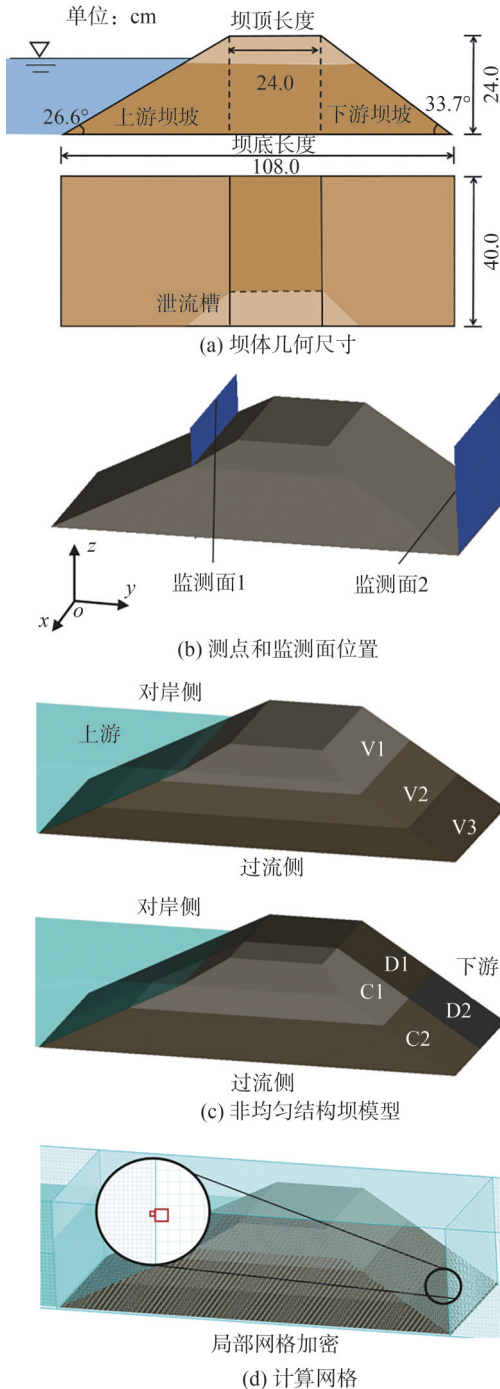 单位：cm
坝顶长度
24.0
24.0
26.6°
上游坝坡
下游坝坡
33.7°
坝底长度
108.0
40.0
泄流槽
(a) 坝体几何尺寸
z
y
x
o
监测面1
监测面2
(b) 测点和监测面位置
对岸侧
上游
V1
V2
V3
过流侧
对岸侧
D1
下游
C1
D2
C2
过流侧
(c) 非均匀结构坝模型
局部网格加密
(d) 计算网格